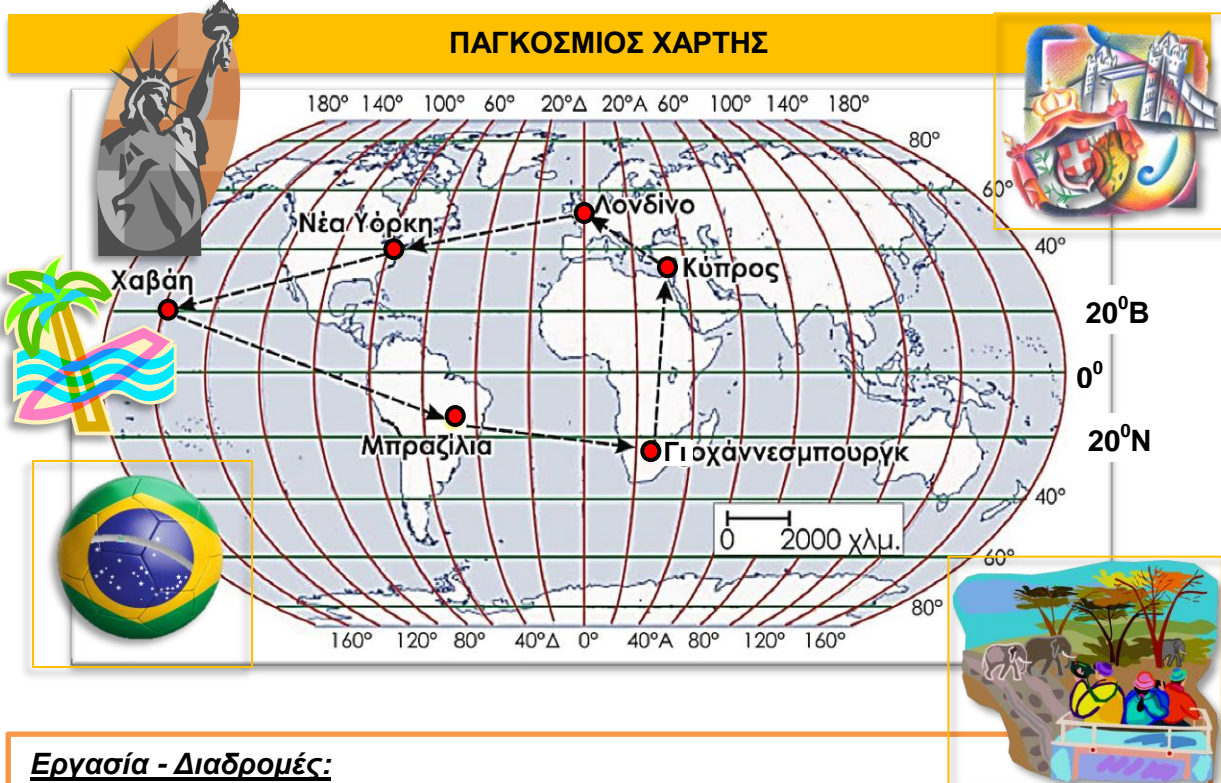 ΠΑΓΚΟΣΜΙΟΣ ΧΑΡΤΗΣ
180° 140° 100° 60° 20°Δ 20°Α 60° 100° 140° 180°
80°
60°
Λονδίνο
Νέα Υόρκη
40°
Κύπρος
Χαβάη
20⁰Β
0⁰
Μπραζίλια
Γιοχάννεσμπουργκ
20⁰Ν
40°
0 2000 χλμ.
60°
80°
160° 120° 80° 40°Δ 0° 40°Α 80° 120° 160°
Εργασία - Διαδρομές: